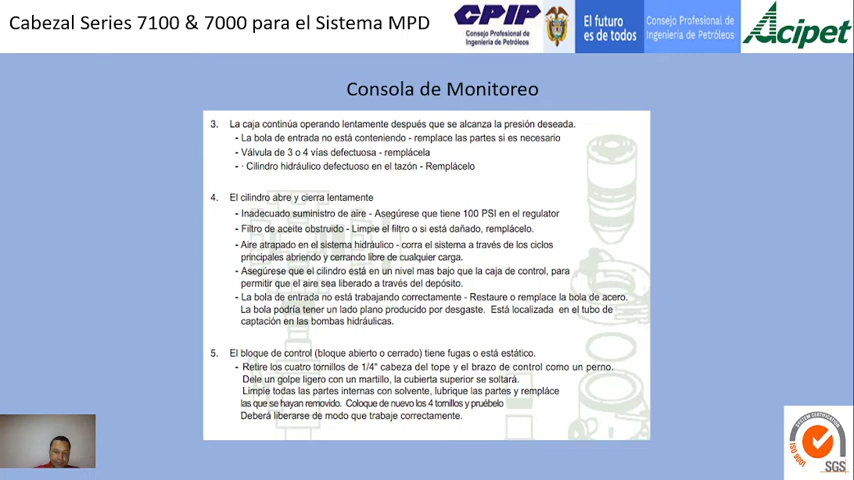 Cabezal Series 7100 & 7000 para el Sistema MPD
CPIP
Consejo Profesional de
Ingeniería de Petróleos
El futuro
es de todos
Consejo Profesional de
Ingeniería de Petróleos
Acipet
Consola de Monitoreo
3. La caja continúa operando lentamente después que se alcanza la presión deseada.
- La bola de entrada no está conteniendo - remplace las partes si es necesario
- Válvula de 3 o 4 vías defectuosa - remplácela
- · Cilindro hidráulico defectuoso en el tazón - Remplácelo
4. El cilindro abre y cierra lentamente
- Inadecuado suministro de aire - Asegúrese que tiene 100 PSI en el regulator
- Filtro de aceite obstruido - Limpie el filtro o si está dañado, remplácelo.
- Aire atrapado en el sistema hidráulico - corra el sistema a través de los ciclos
principales abriendo y cerrando libre de cualquier carga.
- Asegúrese que el cilindro está en un nivel mas bajo que la caja de control, para
permitir que el aire sea liberado a través del depósito.
- La bola de entrada no está trabajando correctamente - Restaure o remplace la bola de acero.
La bola podría tener un lado plano producido por desgaste. Está localizada en el tubo de
captación en las bombas hidráulicas.
5. El bloque de control (bloque abierto o cerrado) tiene fugas o está estático.
- Retire los cuatro tornillos de 1/4" cabeza del tope y el brazo de control como un perno.
Dele un golpe ligero con un martillo, la cubierta superior se soltará.
Limpie todas las partes internas con solvente, lubrique las partes y rempláce
las que se hayan removido. Coloque de nuevo los 4 tornillos y pruébelo
Deberá liberarse de modo que trabaje correctamente.
SYSTEM CERTIFICATION
ISO 9001
SGS